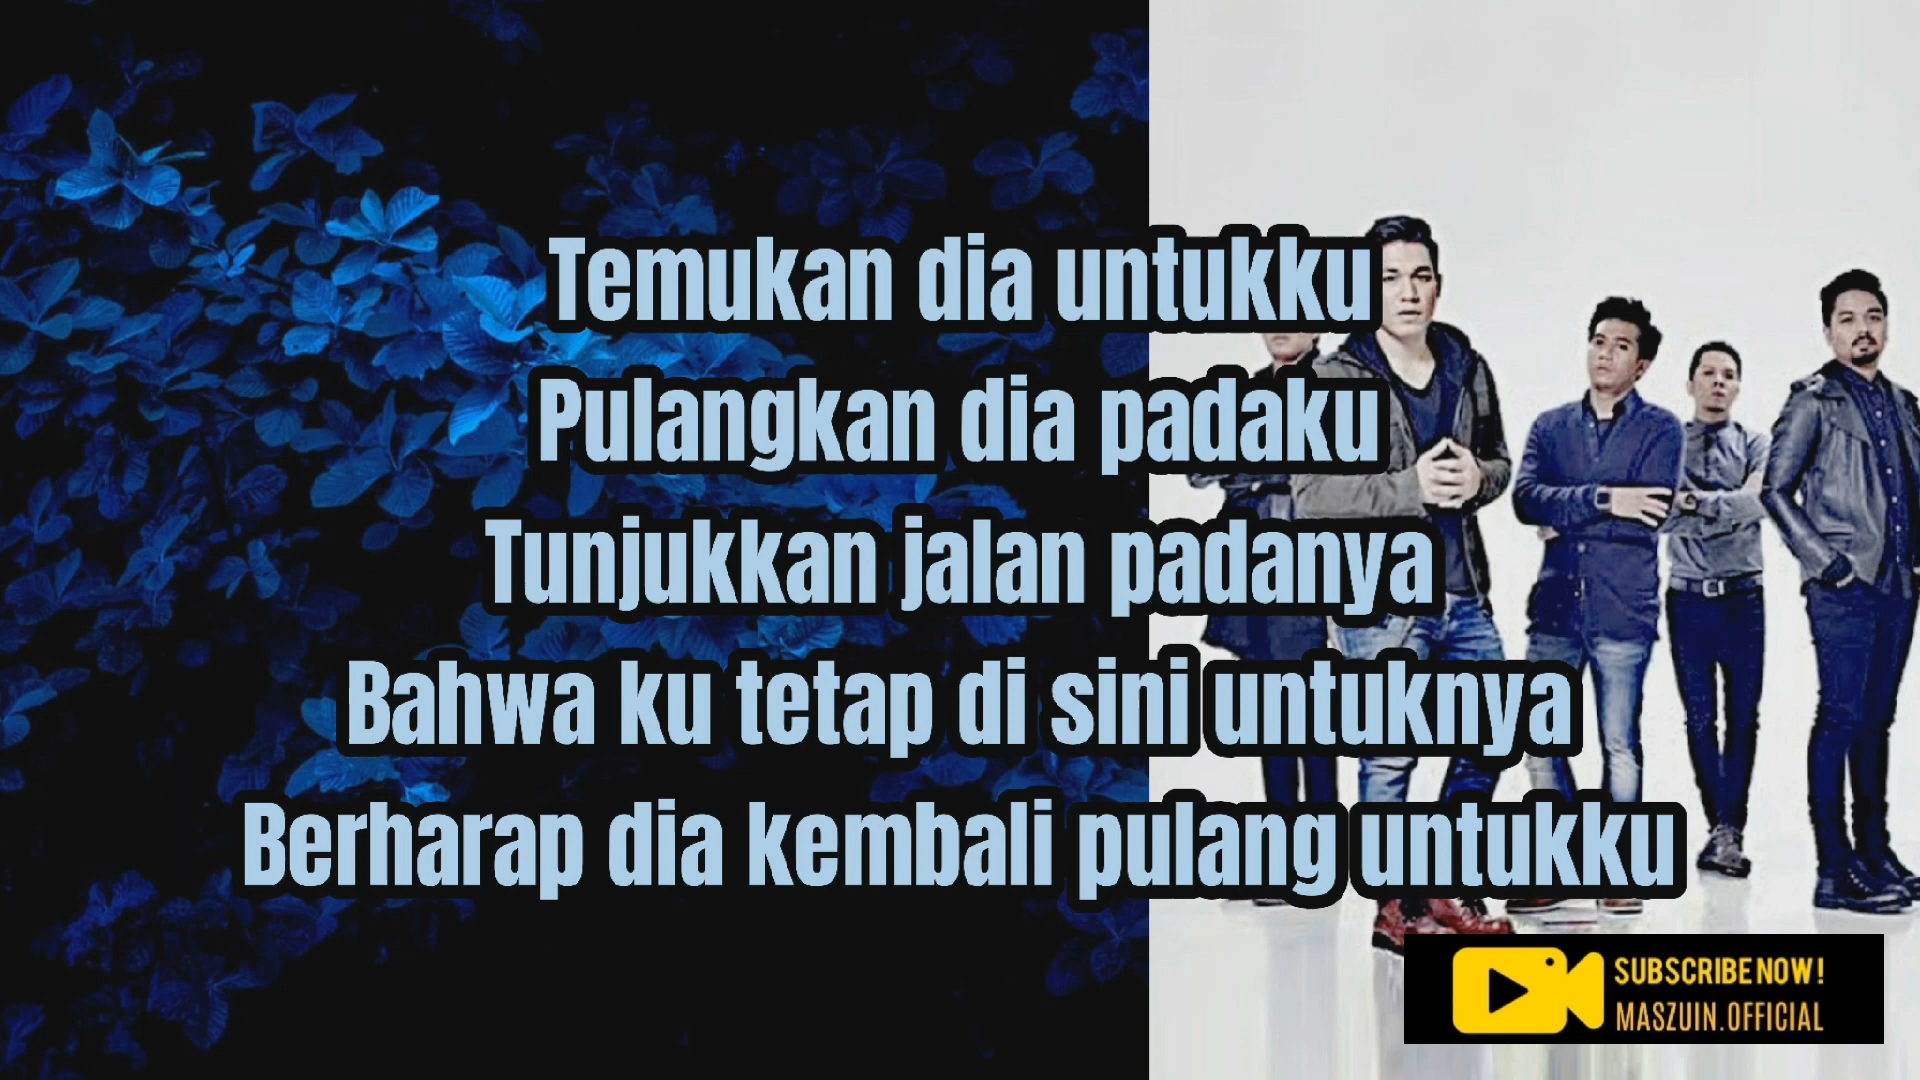 Temukan dia untukku
Pulangkan dia padaku
Tunjukkan jalan padanya
Bahwa ku tetap di sini untuknya
Berharap dia kembali pulang untukku
SUBSCRIBE NOW!
MASZUIN.OFFICIAL